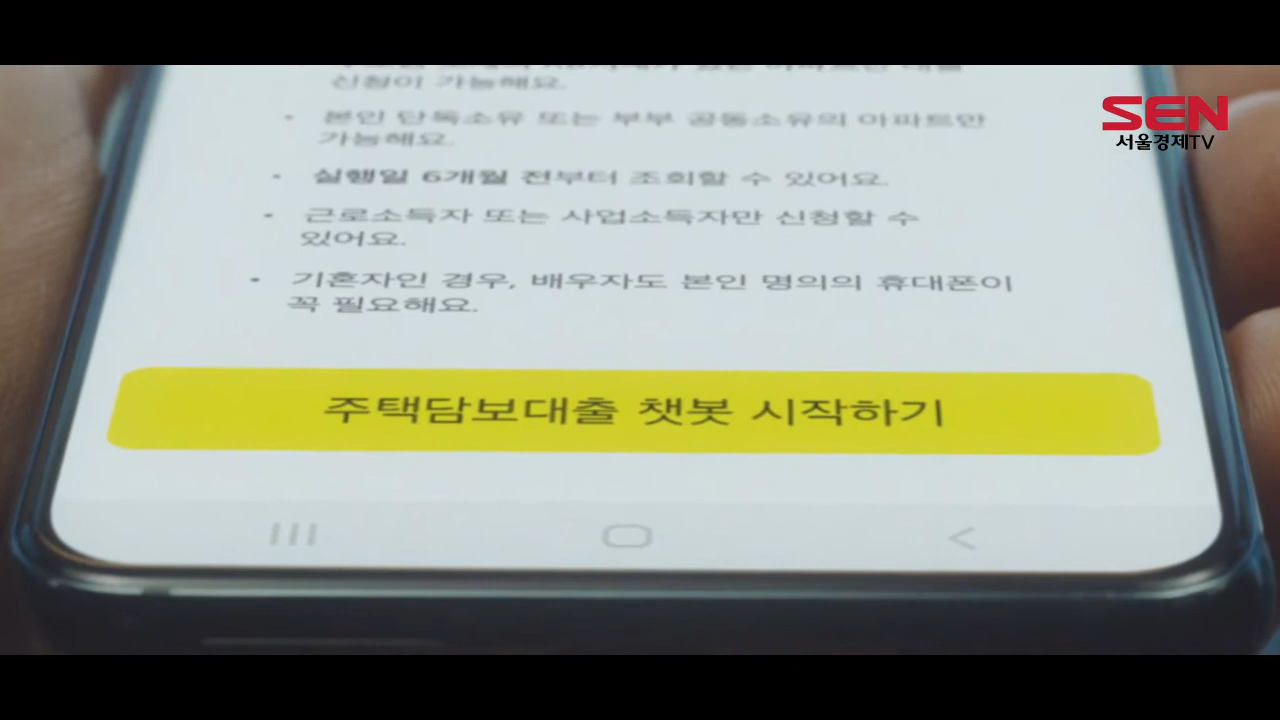 신청이 가능해요.
SEN
서울경제TV
• 본인 단독소유 또는 부부 공동소유의 아파트만
가능해요.
• 실행일 6개월 전부터 조회할 수 있어요.
• 근로소득자 또는 사업소득자만 신청할 수
있어요.
• 기혼자인 경우, 배우자도 본인 명의의 휴대폰이
꼭 필요해요.
주택담보대출 챗봇 시작하기